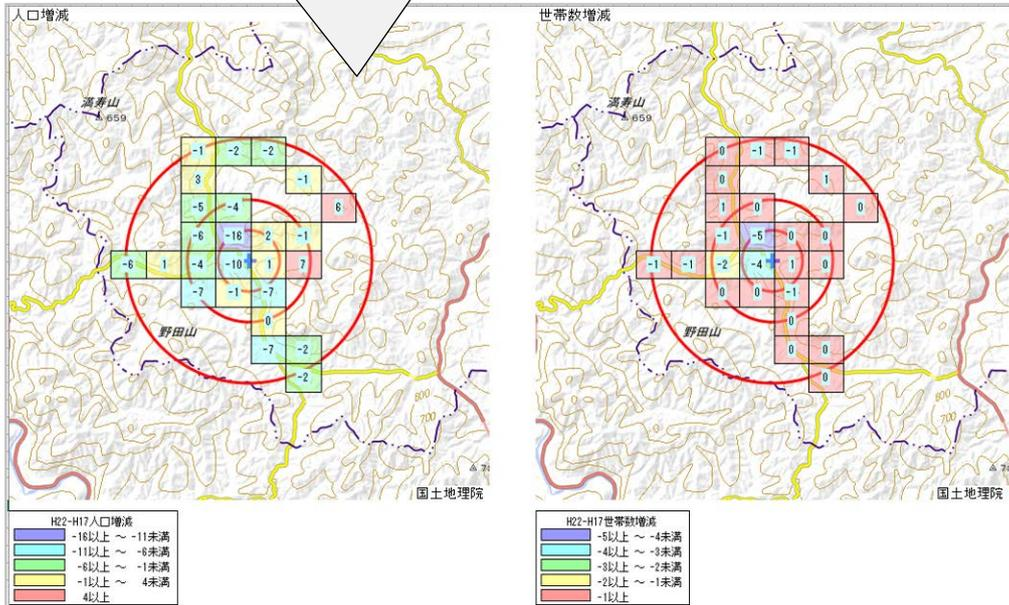 人口増減
満寿山
659
-1 -2 -2
3 -1
-5 -4 6
-6 -16 2 -1
-6 1 -4 -10 1 7
-7 -1 -7
0
野田山
-7 -2
-2
800
700
国土地理院
H22-H17人口増減
-16以上 ～ -11未満
-11以上 ～ -6未満
-6以上 ～ -1未満
-1以上 ～ 4未満
4以上
世帯数増減
満寿山
659
0 -1 -1
0 1
1 0 0
-1 -5 0 0
-1 -1 -2 -4 1 0
0 0 -1
0
野田山
0 0
0
800
700
国土地理院
H22-H17世帯数増減
-5以上 ～ -4未満
-4以上 ～ -3未満
-3以上 ～ -2未満
-2以上 ～ -1未満
-1以上